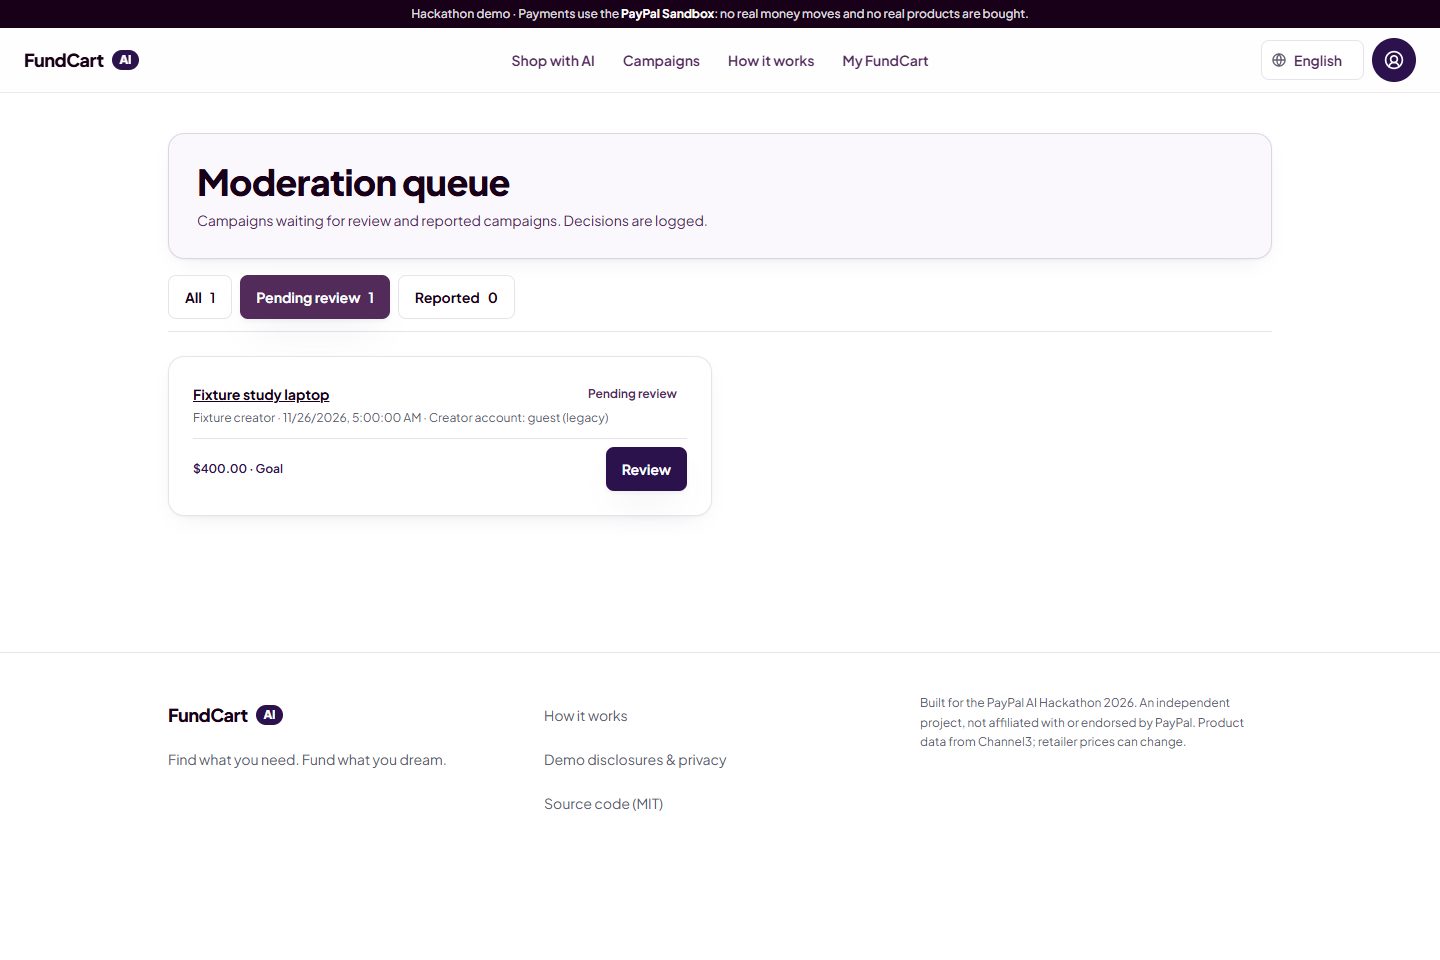 Hackathon demo · Payments use the PayPal Sandbox: no real money moves and no real products are bought.
FundCart AI
Shop with AI
Campaigns
How it works
My FundCart
English
Moderation queue
Campaigns waiting for review and reported campaigns. Decisions are logged.
All 1
Pending review 1
Reported 0
Fixture study laptop
Pending review
Fixture creator · 11/26/2026, 5:00:00 AM · Creator account: guest (legacy)
$400.00 · Goal
Review
FundCart AI
Find what you need. Fund what you dream.
How it works
Demo disclosures & privacy
Source code (MIT)
Built for the PayPal AI Hackathon 2026. An independent
project, not affiliated with or endorsed by PayPal. Product
data from Channel3; retailer prices can change.